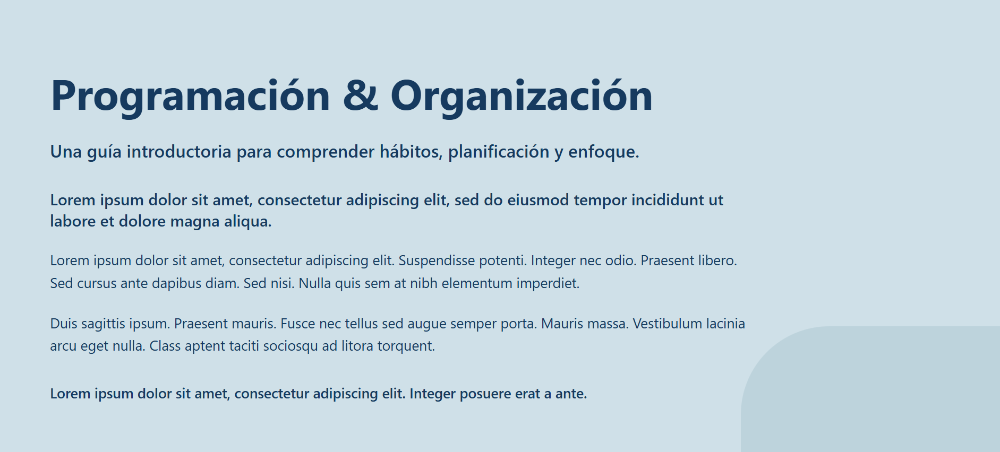 Programación & Organización
Una guía introductoria para comprender hábitos, planificación y enfoque.
Lorem ipsum dolor sit amet, consectetur adipiscing elit, sed do eiusmod tempor incididunt ut
labore et dolore magna aliqua.
Lorem ipsum dolor sit amet, consectetur adipiscing elit. Suspendisse potenti. Integer nec odio. Praesent libero.
Sed cursus ante dapibus diam. Sed nisi. Nulla quis sem at nibh elementum imperdiet.
Duis sagittis ipsum. Praesent mauris. Fusce nec tellus sed augue semper porta. Mauris massa. Vestibulum lacinia
arcu eget nulla. Class aptent taciti sociosqu ad litora torquent.
Lorem ipsum dolor sit amet, consectetur adipiscing elit. Integer posuere erat a ante.